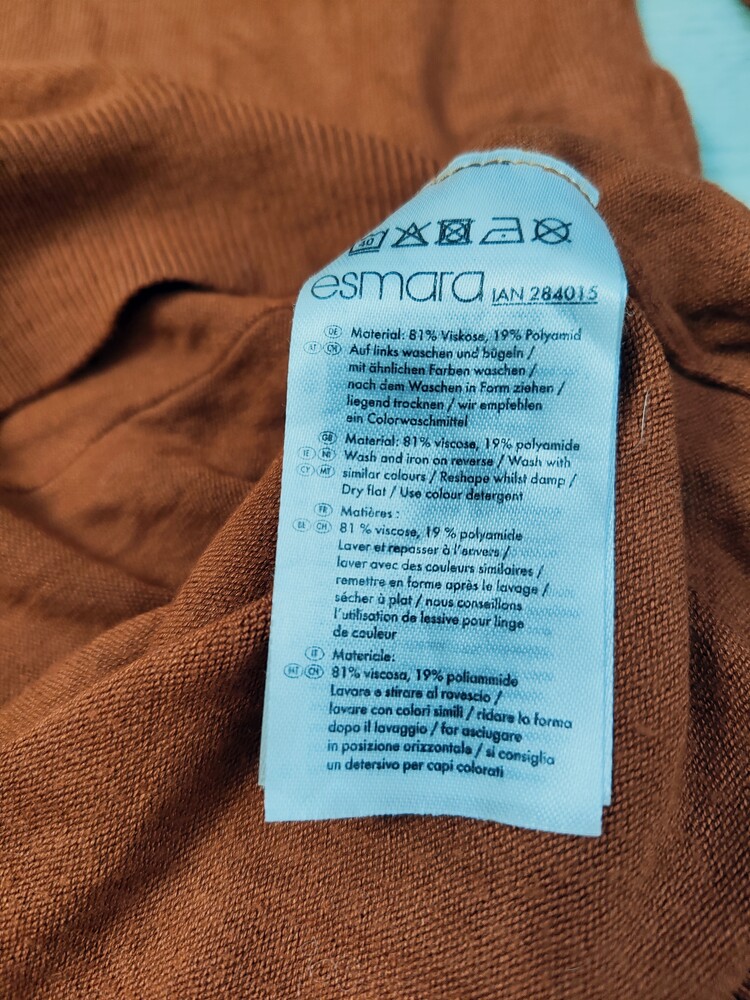 40
esmara IAN 284015
DE Material: 81% Viskose, 19% Polyamid
AT CH Auf links waschen und bügeln /
mit ähnlichen Farben waschen /
nach dem Waschen in Form ziehen /
liegend trocknen / wir empfehlen
ein Colorwaschmittel
GB Material: 81% viscose, 19% polyamide
IE NI Wash and iron on reverse / Wash with
CY MT similar colours / Reshape whilst damp /
Dry flat / Use colour detergent
FR Matières :
BE CH 81 % viscose, 19 % polyamide
Laver et repasser à l'envers /
laver avec des couleurs similaires /
remettre en forme après le lavage /
sécher à plat / nous conseillons
l'utilisation de lessive pour linge
de couleur
IT Matericle:
MT CH 81% viscosa, 19% poliammide
Lavare e stirare al rovescio /
lavare con colori simili / ridare la forma
dopo il lavaggio / far asciugare
in posizione orizzontale / si consiglia
un detersivo per capi colorati